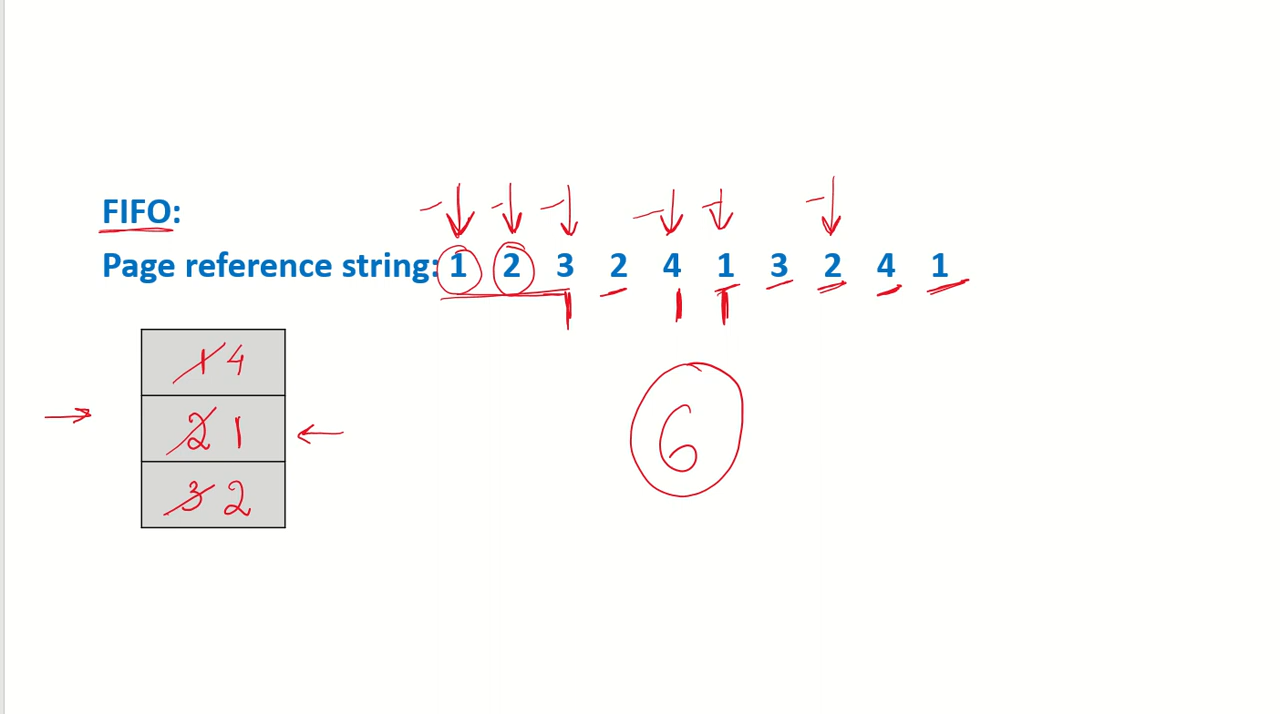 FIFO:
Page reference string: 1 2 3 2 4 1 3 2 4 1
1 4
2 1
3 2
6